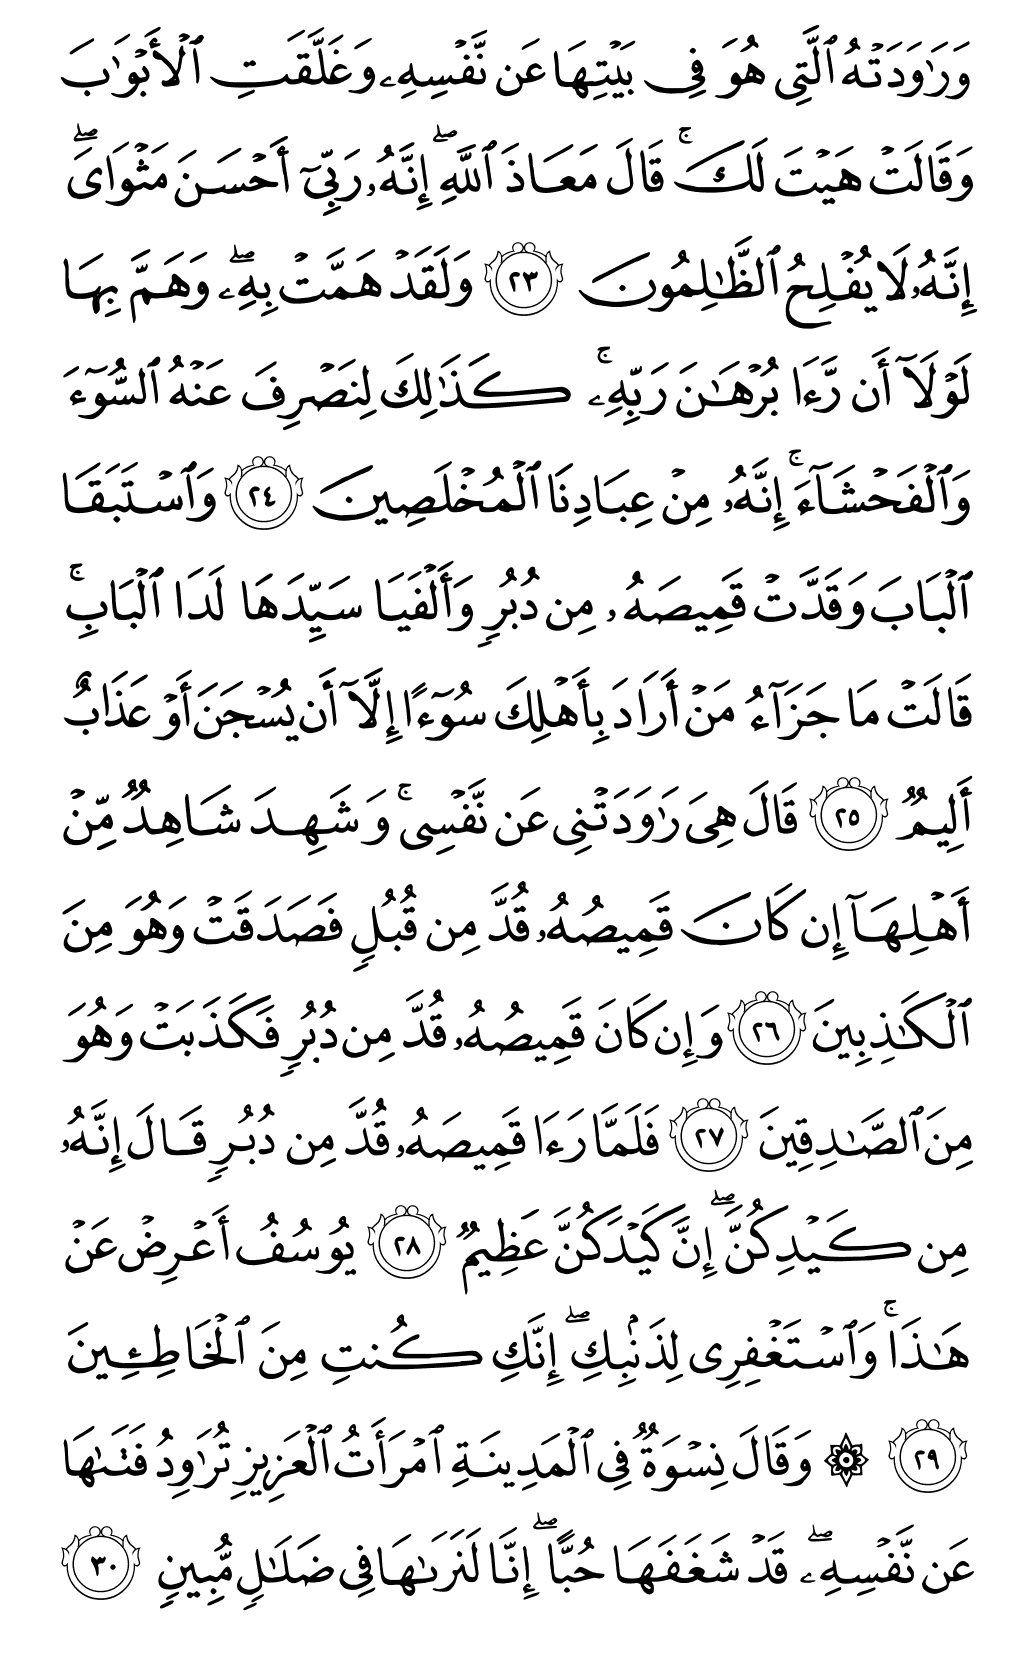 وَرَٰوَدَتْهُ ٱلَّتِى هُوَ فِى بَيْتِهَا عَن نَّفْسِهِۦ وَغَلَّقَتِ ٱلْأَبْوَٰبَ
وَقَالَتْ هَيْتَ لَكَ ۚ قَالَ مَعَاذَ ٱللَّهِ ۖ إِنَّهُۥ رَبِّىٓ أَحْسَنَ مَثْوَاىَ ۖ
إِنَّهُۥ لَا يُفْلِحُ ٱلظَّٰلِمُونَ ٢٣ وَلَقَدْ هَمَّتْ بِهِۦ ۖ وَهَمَّ بِهَا
لَوْلَآ أَن رَّءَا بُرْهَٰنَ رَبِّهِۦ ۚ كَذَٰلِكَ لِنَصْرِفَ عَنْهُ ٱلسُّوٓءَ
وَٱلْفَحْشَآءَ ۚ إِنَّهُۥ مِنْ عِبَادِنَا ٱلْمُخْلَصِينَ ٢٤ وَٱسْتَبَقَا
ٱلْبَابَ وَقَدَّتْ قَمِيصَهُۥ مِن دُبُرٍ وَأَلْفَيَا سَيِّدَهَا لَدَا ٱلْبَابِ ۚ
قَالَتْ مَا جَزَآءُ مَنْ أَرَادَ بِأَهْلِكَ سُوٓءًا إِلَّآ أَن يُسْجَنَ أَوْ عَذَابٌ
أَلِيمٌ ٢٥ قَالَ هِىَ رَٰوَدَتْنِى عَن نَّفْسِى ۚ وَشَهِدَ شَاهِدٌ مِّنْ
أَهْلِهَآ إِن كَانَ قَمِيصُهُۥ قُدَّ مِن قُبُلٍ فَصَدَقَتْ وَهُوَ مِنَ
ٱلْكَٰذِبِينَ ٢٦ وَإِن كَانَ قَمِيصُهُۥ قُدَّ مِن دُبُرٍ فَكَذَبَتْ وَهُوَ
مِنَ ٱلصَّٰدِقِينَ ٢٧ فَلَمَّا رَءَا قَمِيصَهُۥ قُدَّ مِن دُبُرٍ قَالَ إِنَّهُۥ
مِن كَيْدِكُنَّ ۖ إِنَّ كَيْدَكُنَّ عَظِيمٌ ٢٨ يُوسُفُ أَعْرِضْ عَنْ
هَٰذَا ۚ وَٱسْتَغْفِرِى لِذَنۢبِكِ ۖ إِنَّكِ كُنتِ مِنَ ٱلْخَاطِـِٔينَ
٢٩ ۞ وَقَالَ نِسْوَةٌ فِى ٱلْمَدِينَةِ ٱمْرَأَتُ ٱلْعَزِيزِ تُرَٰوِدُ فَتَىٰهَا
عَن نَّفْسِهِۦ ۖ قَدْ شَغَفَهَا حُبًّا ۖ إِنَّا لَنَرَىٰهَا فِى ضَلَٰلٍ مُّبِينٍ ٣٠